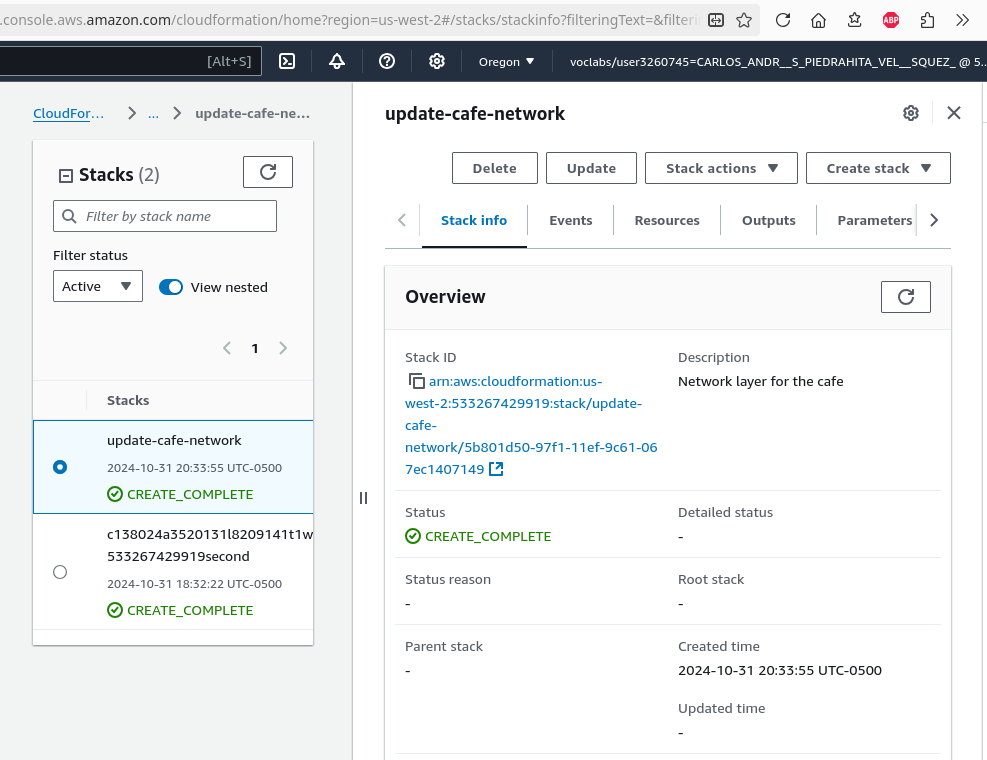 .console.aws.amazon.com/cloudformation/home?region=us-west-2#/stacks/stackinfo?filteringText=&filteri
ABP
[Alt+S]
Oregon
voclabs/user3260745=CARLOS_ANDR__S_PIEDRAHITA_VEL__SQUEZ_ @ 5...
CloudFor...
...
update-cafe-ne...
Stacks (2)
Filter by stack name
Filter status
Active
View nested
1
Stacks
update-cafe-network
2024-10-31 20:33:55 UTC-0500
CREATE_COMPLETE
c138024a3520131l8209141t1w
533267429919second
2024-10-31 18:32:22 UTC-0500
CREATE_COMPLETE
update-cafe-network
Delete
Update
Stack actions
Create stack
Stack info
Events
Resources
Outputs
Parameters
Overview
Stack ID
arn:aws:cloudformation:us-
west-2:533267429919:stack/update-
cafe-
network/5b801d50-97f1-11ef-9c61-06
7ec1407149
Description
Network layer for the cafe
Status
CREATE_COMPLETE
Detailed status
-
Status reason
-
Root stack
-
Parent stack
-
Created time
2024-10-31 20:33:55 UTC-0500
Updated time
-